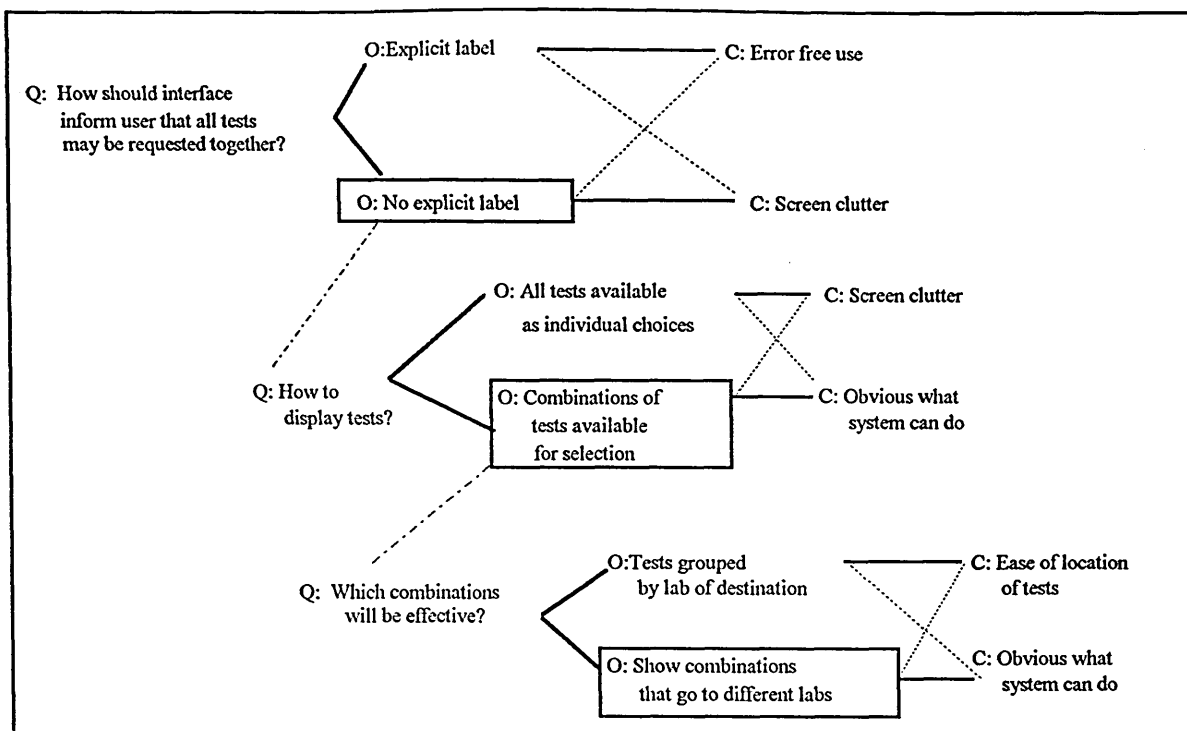 O:Explicit label
C: Error free use
Q: How should interface
inform user that all tests
may be requested together?
O: No explicit label
C: Screen clutter
O: All tests available
as individual choices
C: Screen clutter
Q: How to
display tests?
O: Combinations of
tests available
for selection
C: Obvious what
system can do
Q: Which combinations
will be effective?
O:Tests grouped
by lab of destination
C: Ease of location
of tests
O: Show combinations
that go to different labs
C: Obvious what
system can do